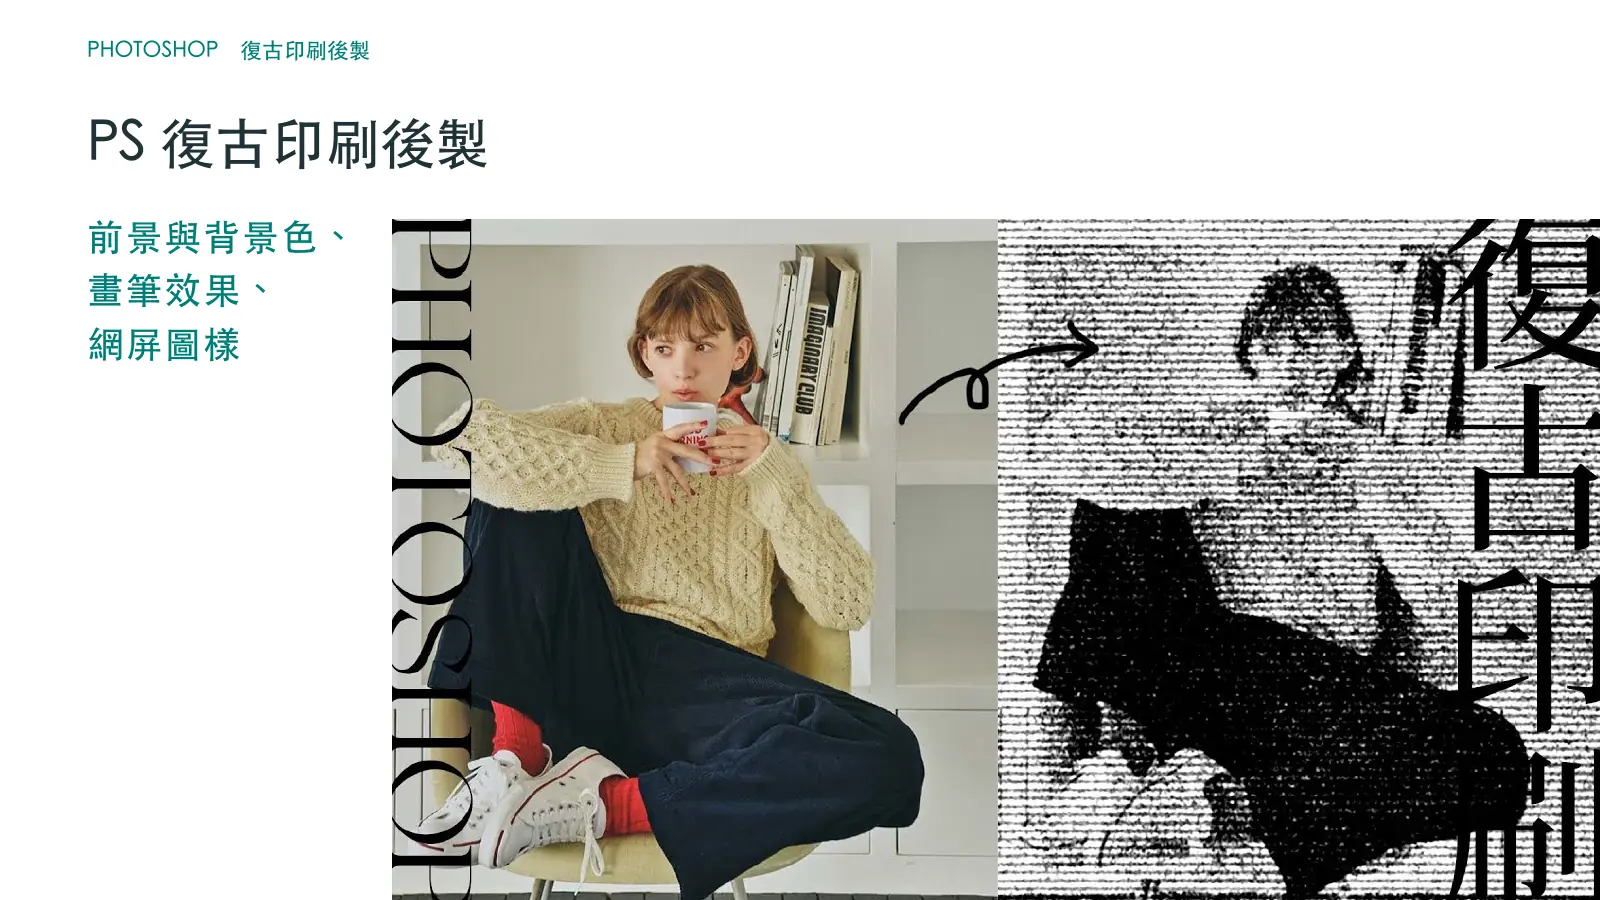 PHOTOSHOP 復古印刷後製
PS 復古印刷後製
前景與背景色、
畫筆效果、
網屏圖樣
PHOTOSHOP
IMAGINARY CLUB
復古印刷